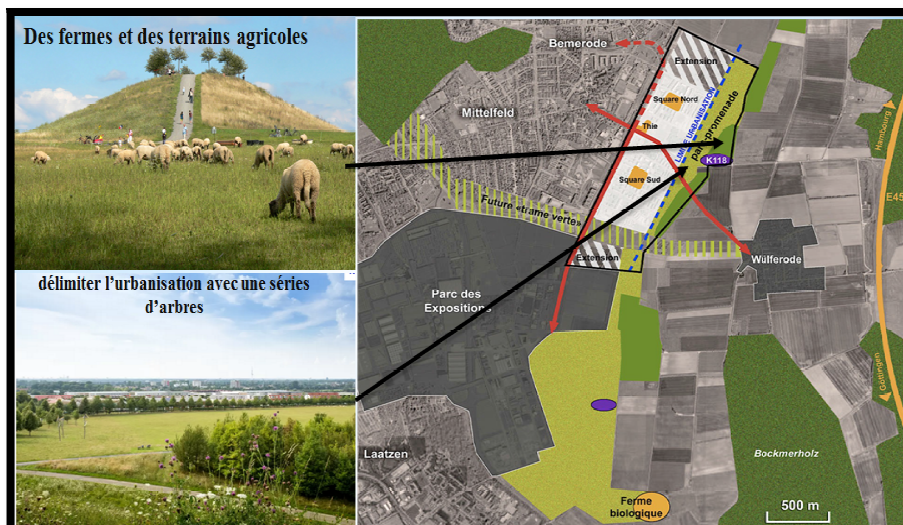 Des fermes et des terrains agricoles
délimiter l'urbanisation avec une séries
d'arbres
Bemerode
Extension
Mittelfeld
Square Nord
LIMITE URBANISATION
parc-promenade
Thie
K118
Square Sud
Hambourg
E45
Future «trame verte»
Wülferode
Extension
Parc des
Expositions
Göttingen
Laatzen
Bockmerholz
Ferme
biologique
500 m